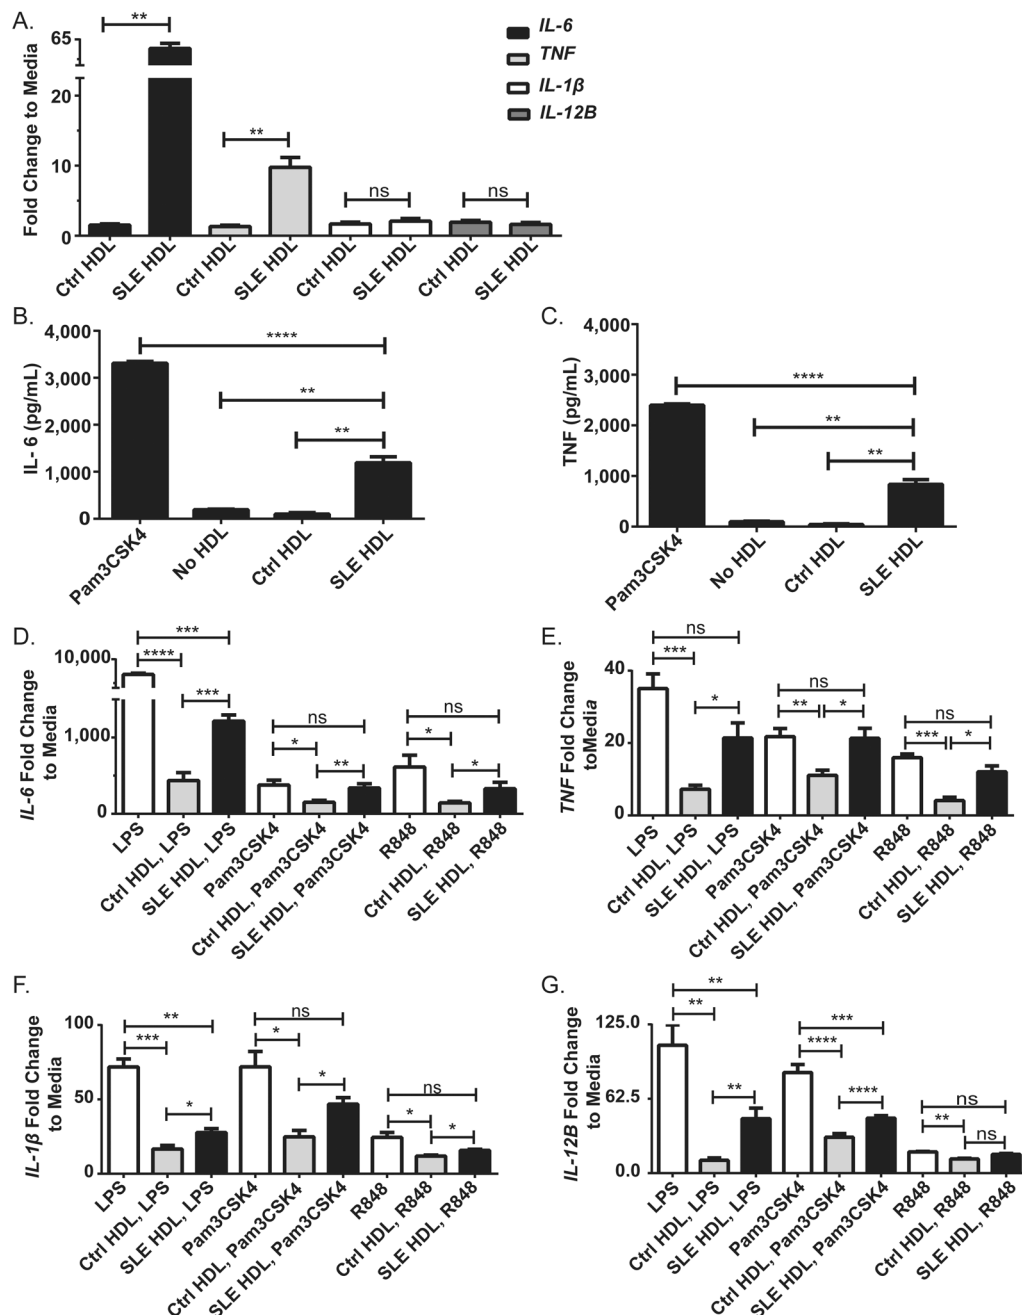 A.
Fold Change to Media
65
20
10
0
**
**
ns
ns
IL-6
TNF
IL-1β
IL-12B
Ctrl HDL
SLE HDL
Ctrl HDL
SLE HDL
Ctrl HDL
SLE HDL
Ctrl HDL
SLE HDL
B.
IL- 6 (pg/mL)
4,000
3,000
2,000
1,000
0
****
**
**
Pam3CSK4
No HDL
Ctrl HDL
SLE HDL
C.
TNF (pg/mL)
4,000
3,000
2,000
1,000
0
****
**
**
Pam3CSK4
No HDL
Ctrl HDL
SLE HDL
D.
IL-6 Fold Change
to Media
10,000
1,000
0
***
****
***
ns
*
**
ns
*
*
LPS
Ctrl HDL, LPS
SLE HDL, LPS
Pam3CSK4
Ctrl HDL, Pam3CSK4
SLE HDL, Pam3CSK4
R848
Ctrl HDL, R848
SLE HDL, R848
E.
TNF Fold Change
toMedia
40
20
0
ns
***
*
ns
**
*
ns
***
*
LPS
Ctrl HDL, LPS
SLE HDL, LPS
Pam3CSK4
Ctrl HDL, Pam3CSK4
SLE HDL, Pam3CSK4
R848
Ctrl HDL, R848
SLE HDL, R848
F.
IL-1β Fold Change
to Media
100
50
0
**
***
*
ns
*
*
ns
*
*
LPS
Ctrl HDL, LPS
SLE HDL, LPS
Pam3CSK4
Ctrl HDL, Pam3CSK4
SLE HDL, Pam3CSK4
R848
Ctrl HDL, R848
SLE HDL, R848
G.
IL-12B Fold Change
to Media
125.0
62.5
0.0
**
**
**
***
****
****
ns
**
ns
LPS
Ctrl HDL, LPS
SLE HDL, LPS
Pam3CSK4
Ctrl HDL, Pam3CSK4
SLE HDL, Pam3CSK4
R848
Ctrl HDL, R848
SLE HDL, R848